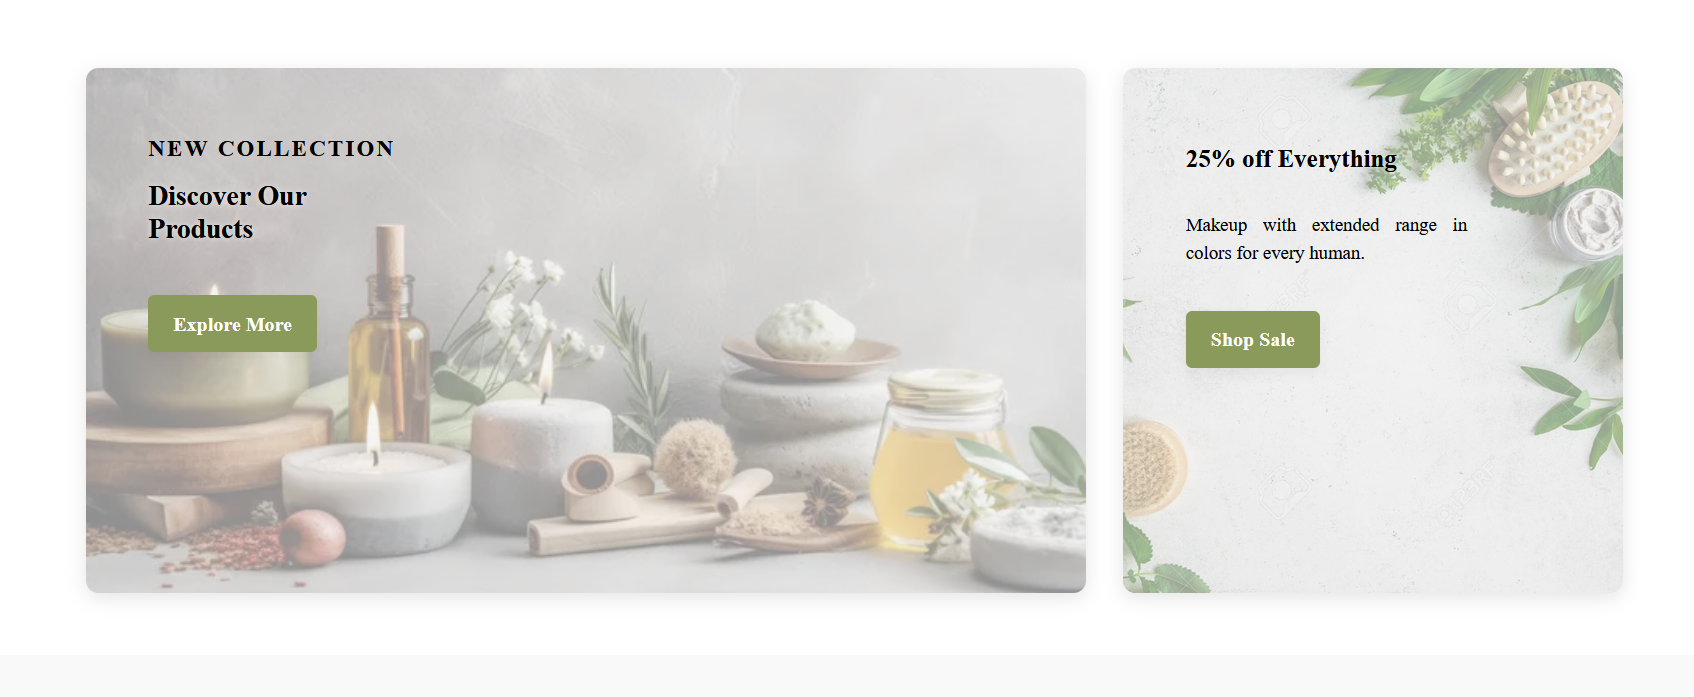 NEW COLLECTION
Discover Our
Products
Explore More
25% off Everything
Makeup with extended range in
colors for every human.
Shop Sale